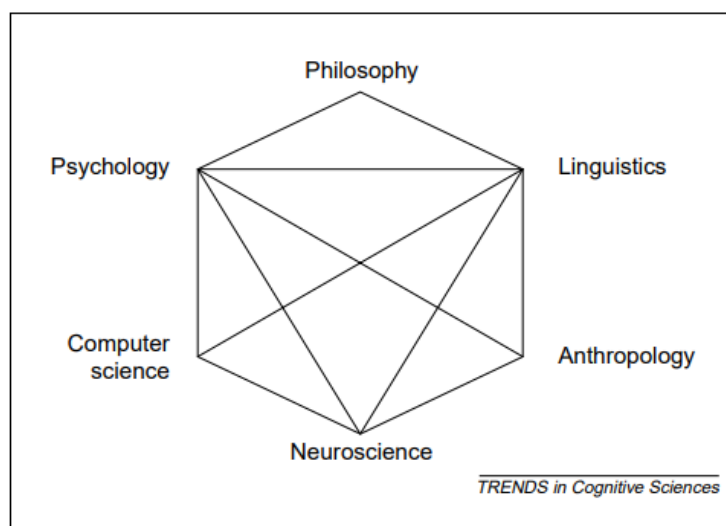 Philosophy
Psychology
Linguistics
Computer
science
Anthropology
Neuroscience
TRENDS in Cognitive Sciences